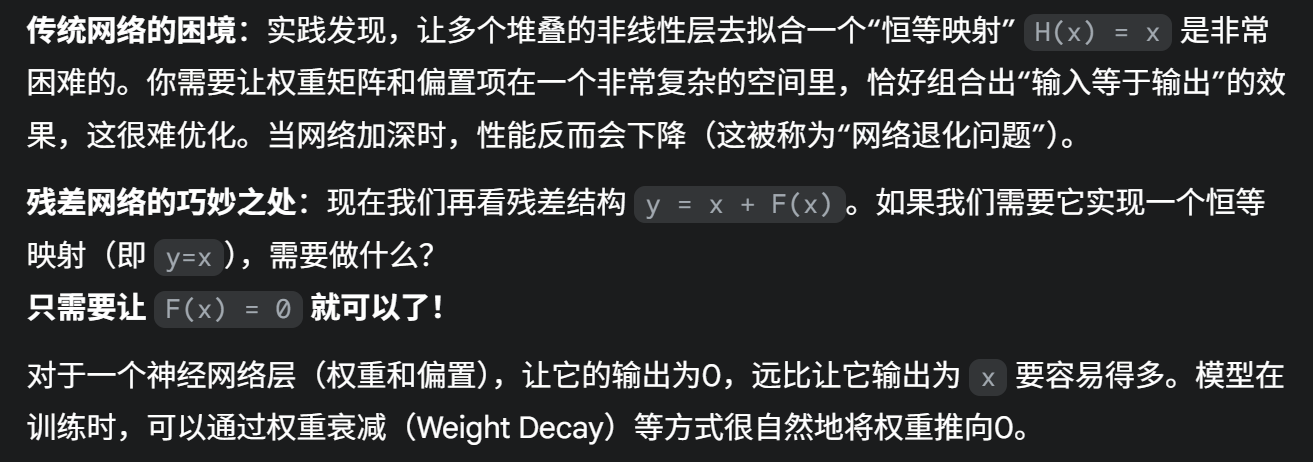 传统网络的困境：实践发现，让多个堆叠的非线性层去拟合一个“恒等映射” H(x) = x 是非常
困难的。你需要让权重矩阵和偏置项在一个非常复杂的空间里，恰好组合出“输入等于输出”的效
果，这很难优化。当网络加深时，性能反而会下降（这被称为“网络退化问题”）。
残差网络的巧妙之处：现在我们再看残差结构 y = x + F(x)。如果我们需要它实现一个恒等
映射（即 y=x），需要做什么？
只需要让 F(x) = 0 就可以了！
对于一个神经网络层（权重和偏置），让它的输出为0，远比让它输出为 x 要容易得多。模型在
训练时，可以通过权重衰减（Weight Decay）等方式很自然地将权重推向0。